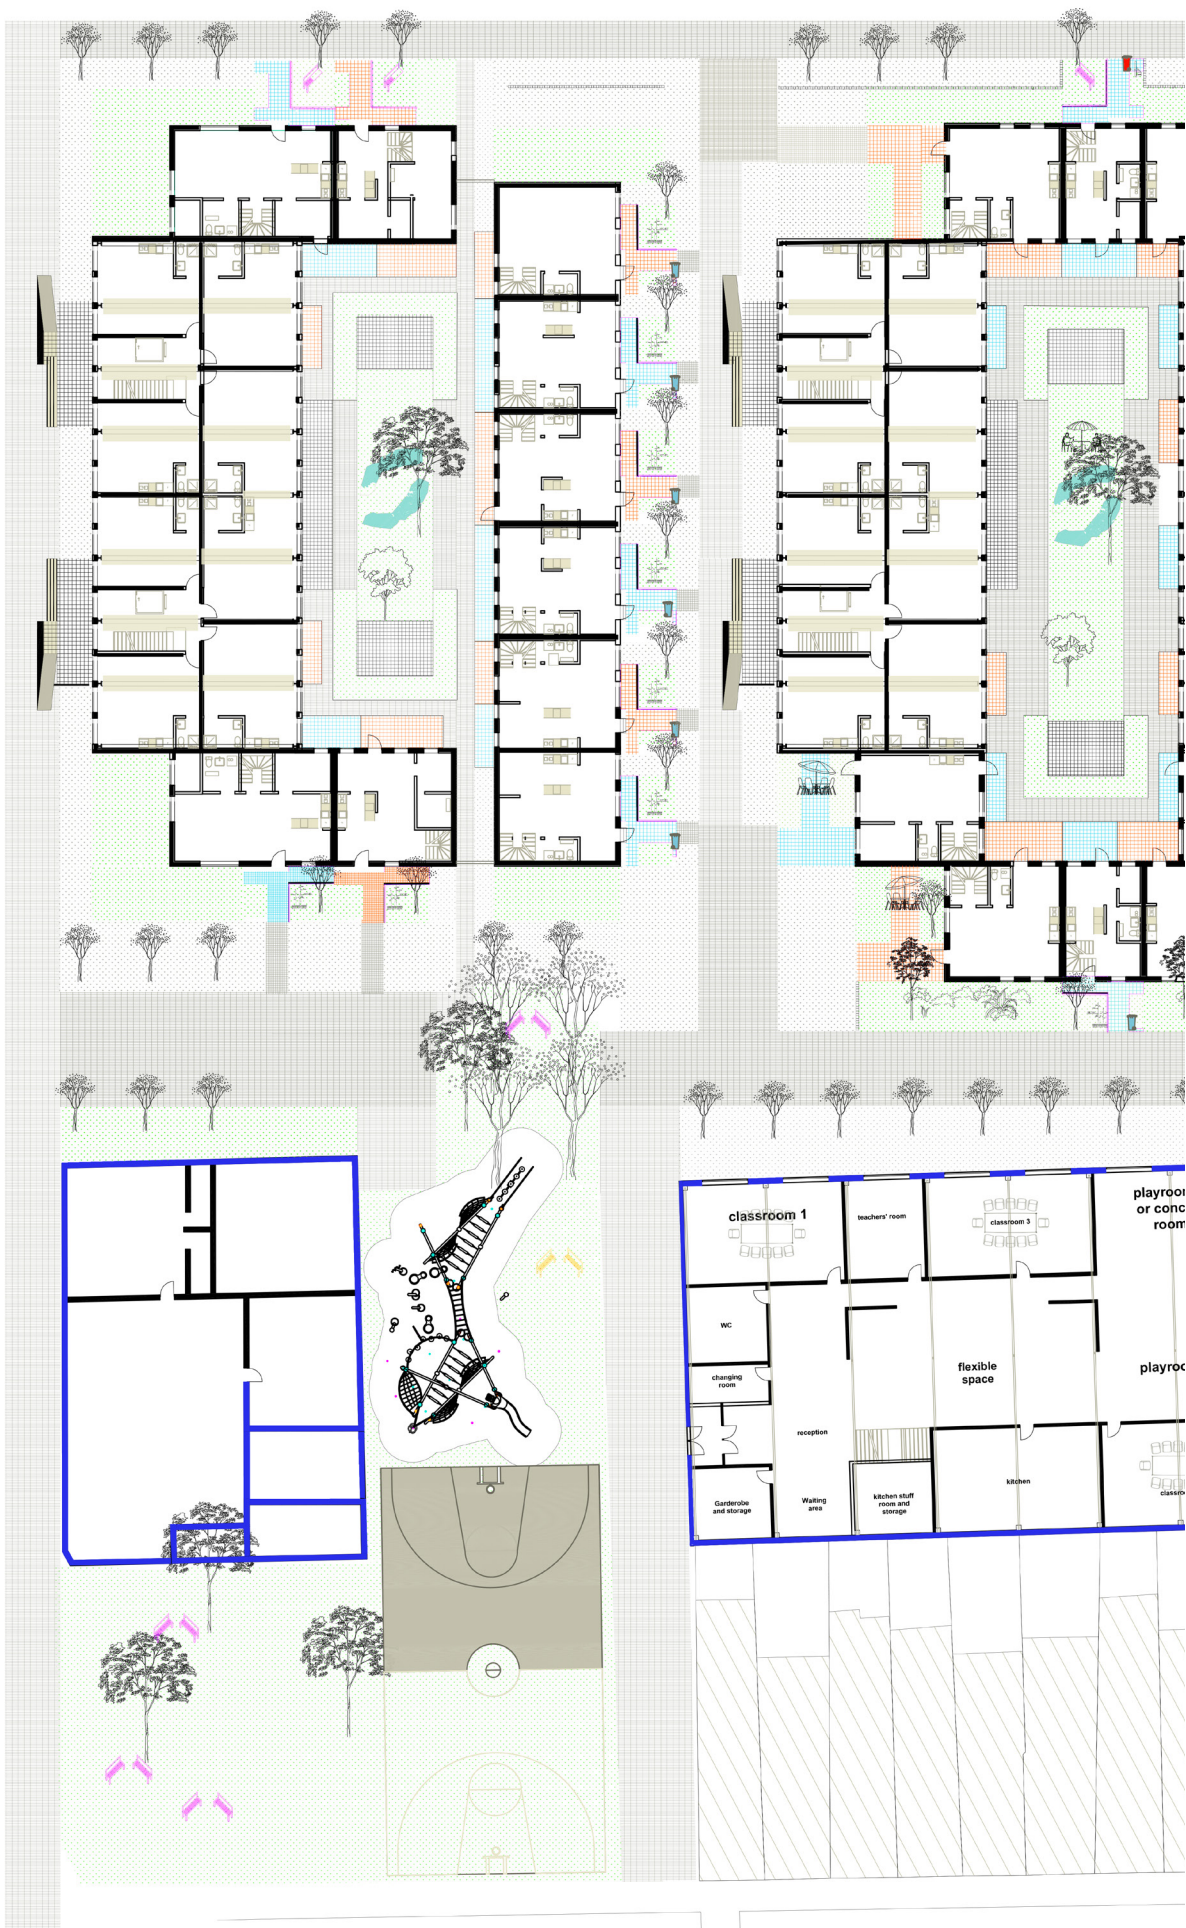 classroom 1
teachers' room
classroom 3
playroom
or conc
room
WC
changing
room
flexible
space
playroo
reception
kitchen
classroo
Garderobe
and storage
Waiting
area
kitchen stuff
room and
storage